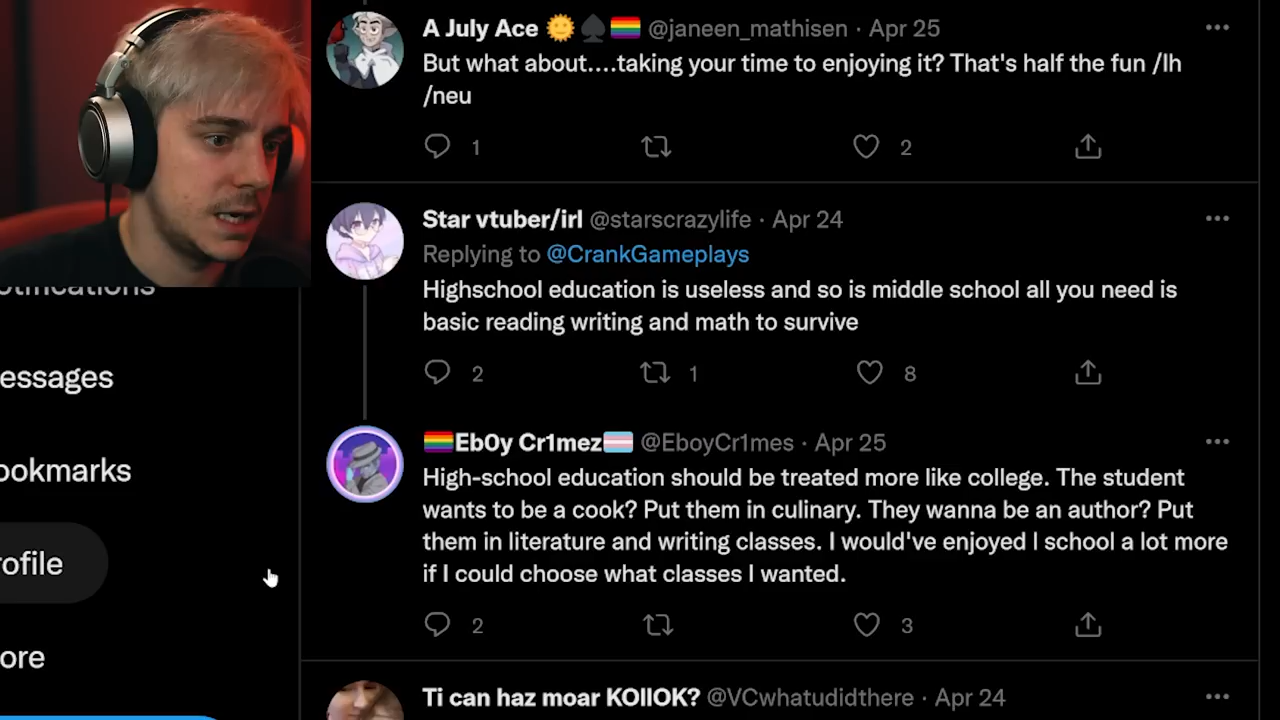 A July Ace 🌞♠️🏳️‍🌈 @janeen_mathisen · Apr 25
But what about....taking your time to enjoying it? That's half the fun /lh
/neu
1
2
Star vtuber/irl @starscrazylife · Apr 24
Replying to @CrankGameplays
Highschool education is useless and so is middle school all you need is
basic reading writing and math to survive
2 1 8
🏳️‍🌈Eb0y Cr1mez🏳️‍⚧️ @EboyCr1mes · Apr 25
High-school education should be treated more like college. The student
wants to be a cook? Put them in culinary. They wanna be an author? Put
them in literature and writing classes. I would've enjoyed I school a lot more
if I could choose what classes I wanted.
2 3
Ti can haz moar KOllOK? @VCwhatudidthere · Apr 24
otifications
essages
ookmarks
rofile
ore